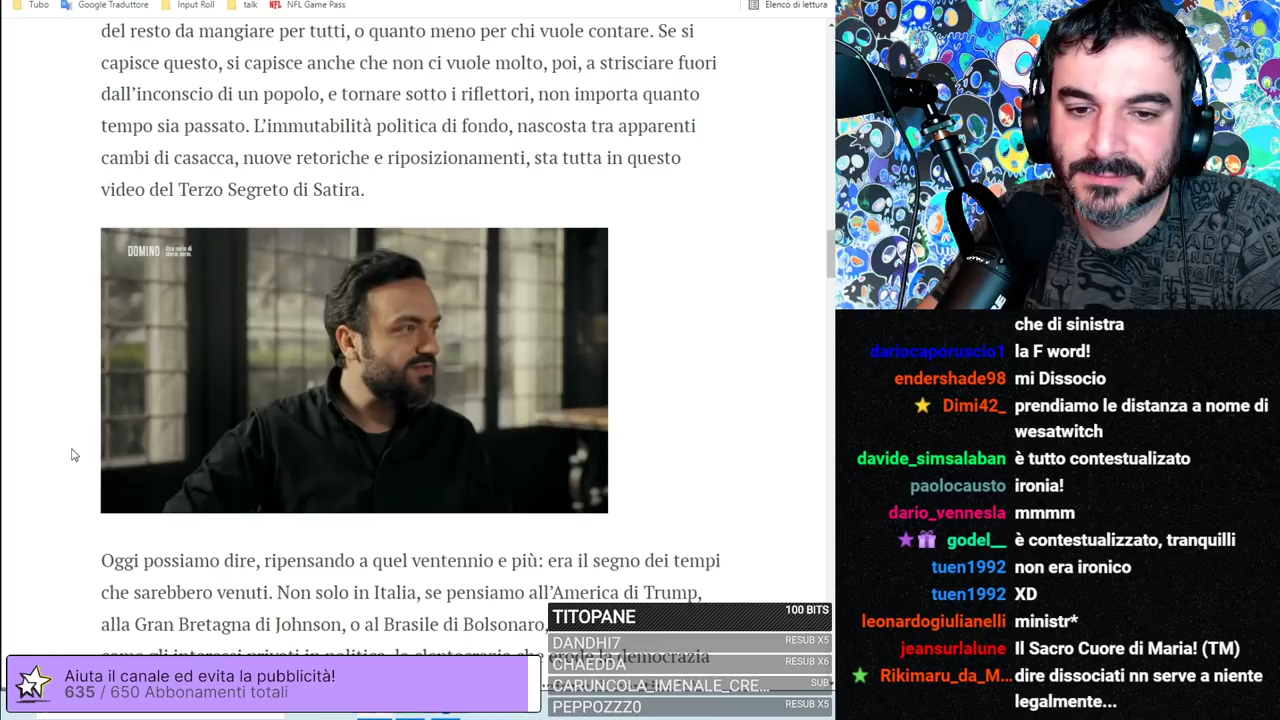 Tubo
Google Traduttore
Input Roll
talk
NFL Game Pass
Elenco di lettura
del resto da mangiare per tutti, o quanto meno per chi vuole contare. Se si
capisce questo, si capisce anche che non ci vuole molto, poi, a strisciare fuori
dall’inconscio di un popolo, e tornare sotto i riflettori, non importa quanto
tempo sia passato. L’immutabilità politica di fondo, nascosta tra apparenti
cambi di casacca, nuove retoriche e riposizionamenti, sta tutta in questo
video del Terzo Segreto di Satira.
DOMINO
Oggi possiamo dire, ripensando a quel ventennio e più: era il segno dei tempi
che sarebbero venuti. Non solo in Italia, se pensiamo all’America di Trump,
alla Gran Bretagna di Johnson, o al Brasile di Bolsonaro,
erode la democrazia
Aiuta il canale ed evita la pubblicità!
635 / 650 Abbonamenti totali
TITOPANE 100 BITS
DANDHI7 RESUB X5
CHAEDDA RESUB X6
CARUNCOLA_IMENALE_CRE... SUB
PEPPOZZZ0 RESUB X5
che di sinistra
dariocaporuscio1 la F word!
endershade98 mi Dissocio
Dimi42_ prendiamo le distanza a nome di
wesatwitch
davide_simsalaban è tutto contestualizato
paolocausto ironia!
dario_vennesla mmmm
godel__ è contestualizzato, tranquilli
tuen1992 non era ironico
tuen1992 XD
leonardogiulianelli ministr*
jeansurlalune Il Sacro Cuore di Maria! (TM)
Rikimaru_da_M... dire dissociati nn serve a niente
legalmente...